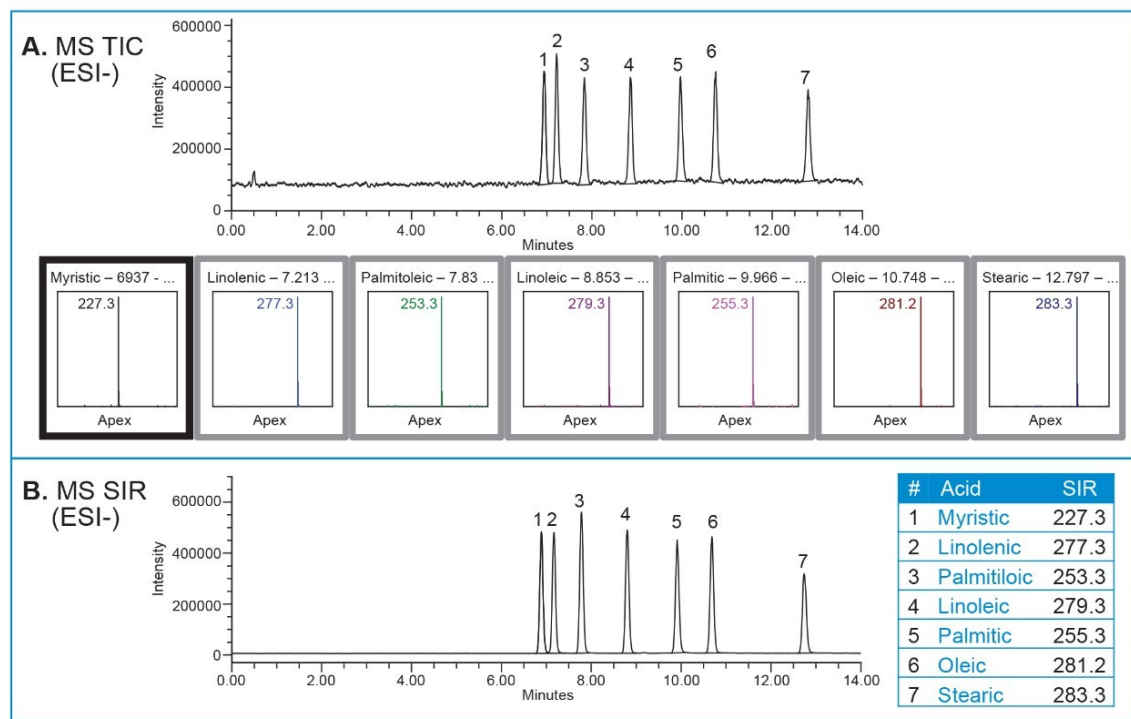 A. MS TIC
(ESI-)
600000
400000
200000
0
Intensity
1
2
3
4
5
6
7
0.00 2.00 4.00 6.00 8.00 10.00 12.00 14.00
Minutes
Myristic – 6937 - ...
227.3
Apex
Linolenic – 7.213 ...
277.3
Apex
Palmitoleic – 7.83 ...
253.3
Apex
Linoleic – 8.853 – ...
279.3
Apex
Palmitic – 9.966 – ...
255.3
Apex
Oleic – 10.748 – ...
281.2
Apex
Stearic – 12.797 – ...
283.3
Apex
B. MS SIR
(ESI-)
600000
400000
200000
0
Intensity
1
2
3
4
5
6
7
0.00 2.00 4.00 6.00 8.00 10.00 12.00 14.00
Minutes
# Acid SIR
1 Myristic 227.3
2 Linolenic 277.3
3 Palmitiloic 253.3
4 Linoleic 279.3
5 Palmitic 255.3
6 Oleic 281.2
7 Stearic 283.3